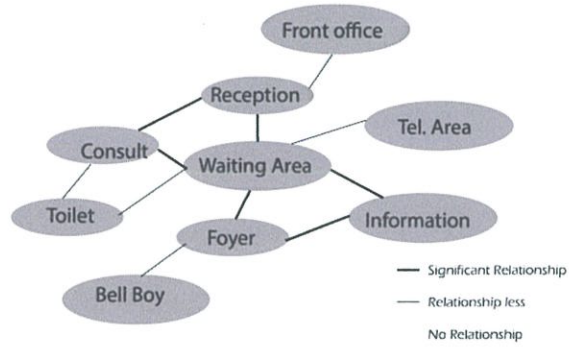 Front office
Reception
Tel. Area
Consult
Waiting Area
Toilet
Information
Foyer
Bell Boy
Significant Relationship
Relationship less
No Relationship